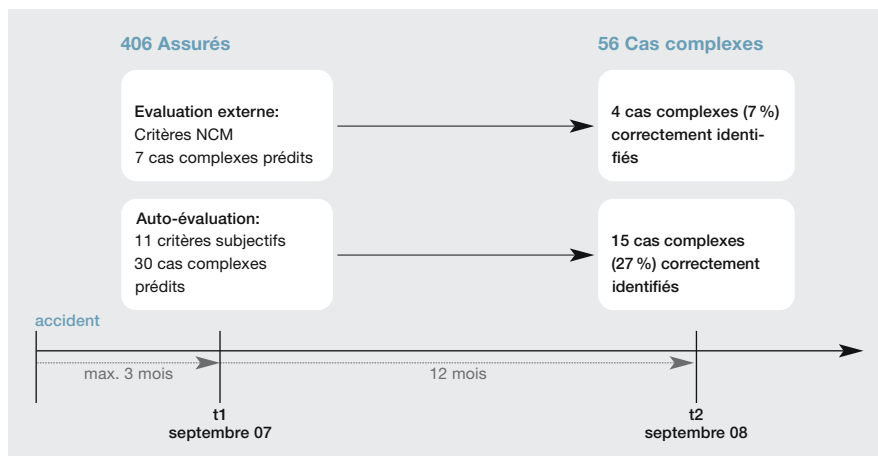 406 Assurés
56 Cas complexes
Evaluation externe:
Critères NCM
7 cas complexes prédits
4 cas complexes (7 %)
correctement identi-
fiés
Auto-évaluation:
11 critères subjectifs
30 cas complexes
prédits
15 cas complexes
(27 %) correctement
identifiés
accident
max. 3 mois
12 mois
t1
septembre 07
t2
septembre 08